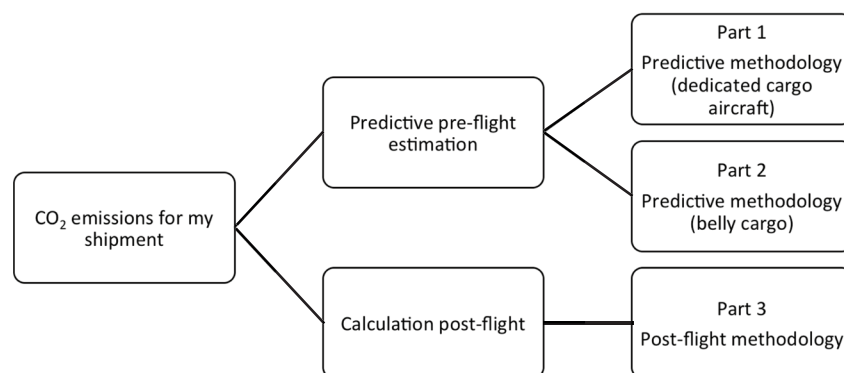 CO₂ emissions for my
shipment
Predictive pre-flight
estimation
Calculation post-flight
Part 1
Predictive methodology
(dedicated cargo
aircraft)
Part 2
Predictive methodology
(belly cargo)
Part 3
Post-flight methodology